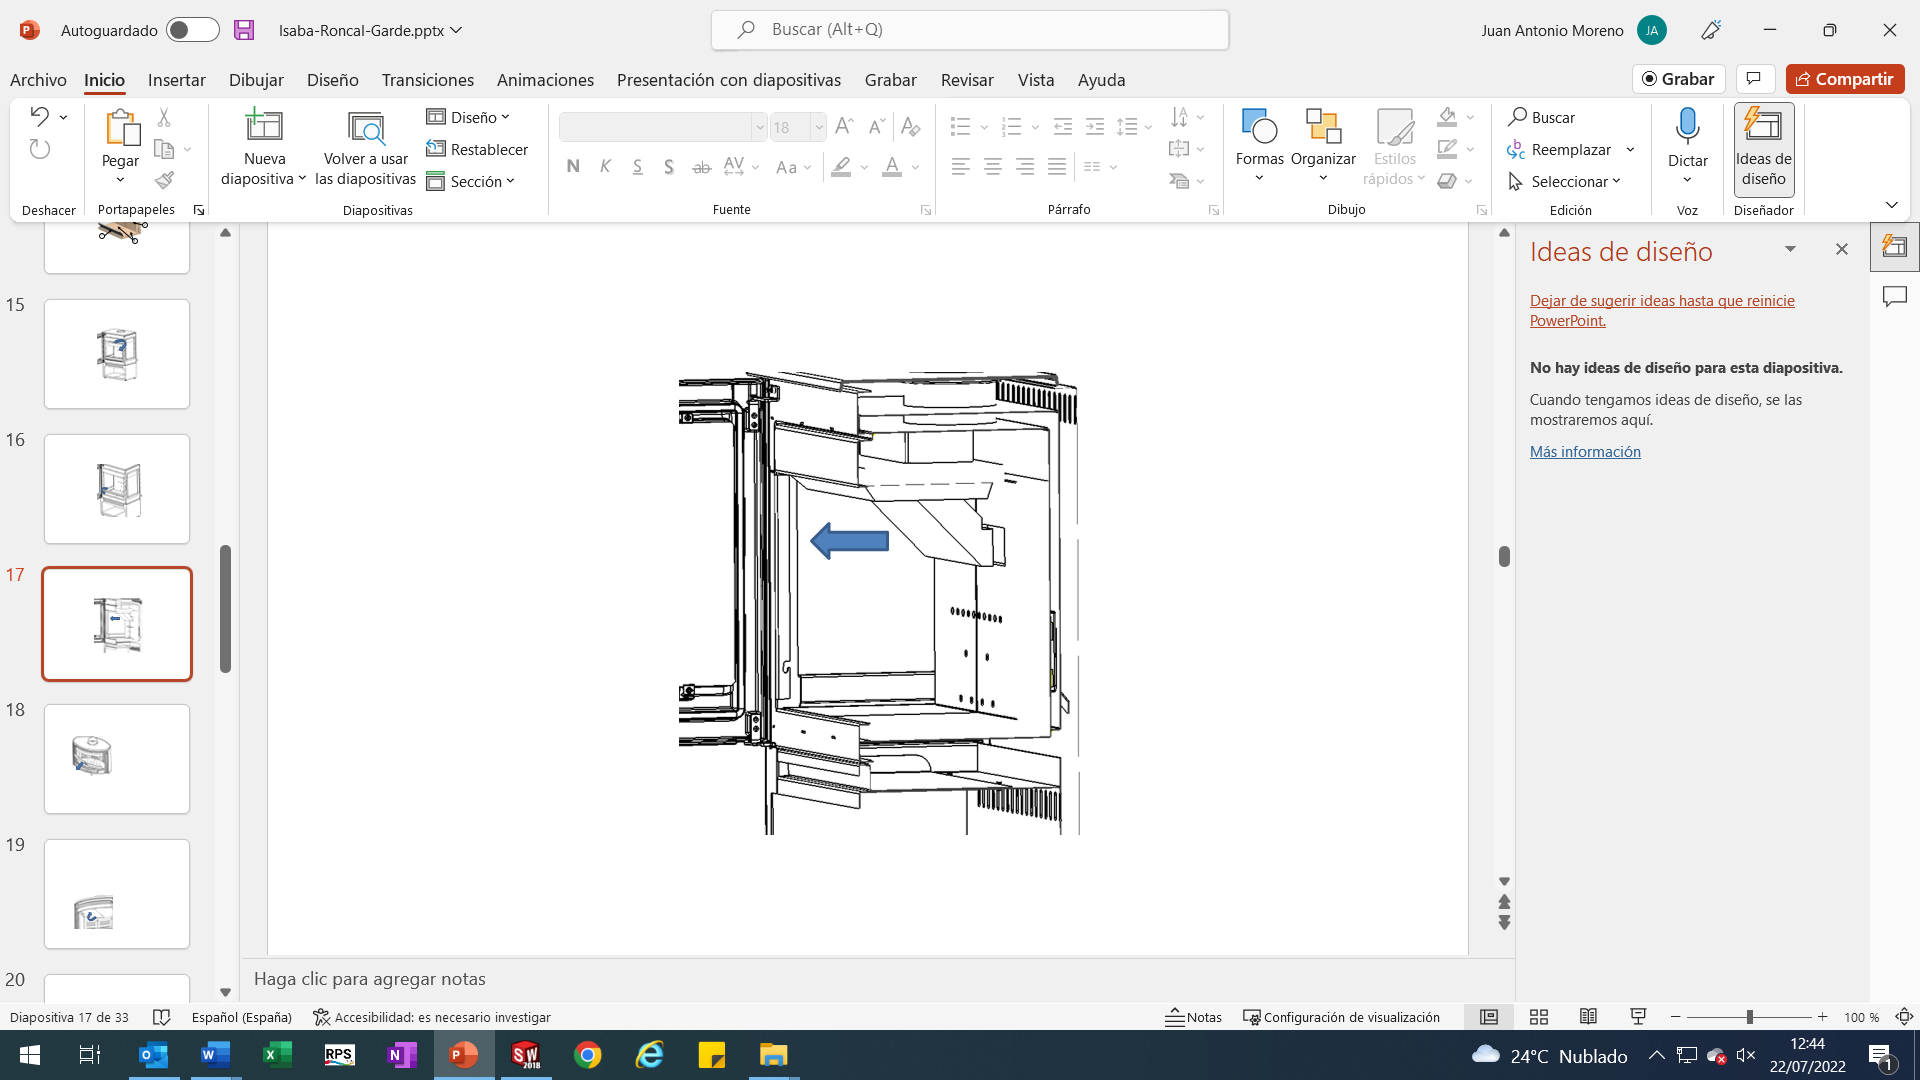 Autoguardado
Isaba-Roncal-Garde.pptx
Buscar (Alt+Q)
Juan Antonio Moreno
JA
Archivo Inicio Insertar Dibujar Diseño Transiciones Animaciones Presentación con diapositivas Grabar Revisar Vista Ayuda
Grabar
Compartir
Pegar
Nueva diapositiva
Volver a usar las diapositivas
Diseño
Restablecer
Sección
18
N K S S ab AV Aa A
Formas
Organizar
Estilos rápidos
Buscar
Reemplazar
Seleccionar
Dictar
Ideas de diseño
Deshacer
Portapapeles
Diapositivas
Fuente
Párrafo
Dibujo
Edición
Voz
Diseñador
15
16
17
18
19
20
Ideas de diseño
Dejar de sugerir ideas hasta que reinicie
PowerPoint.
No hay ideas de diseño para esta diapositiva.
Cuando tengamos ideas de diseño, se las
mostraremos aquí.
Más información
Haga clic para agregar notas
Diapositiva 17 de 33
Español (España)
Accesibilidad: es necesario investigar
Notas
Configuración de visualización
100 %
RPS
SW
2018
24°C Nublado
12:44
22/07/2022
1